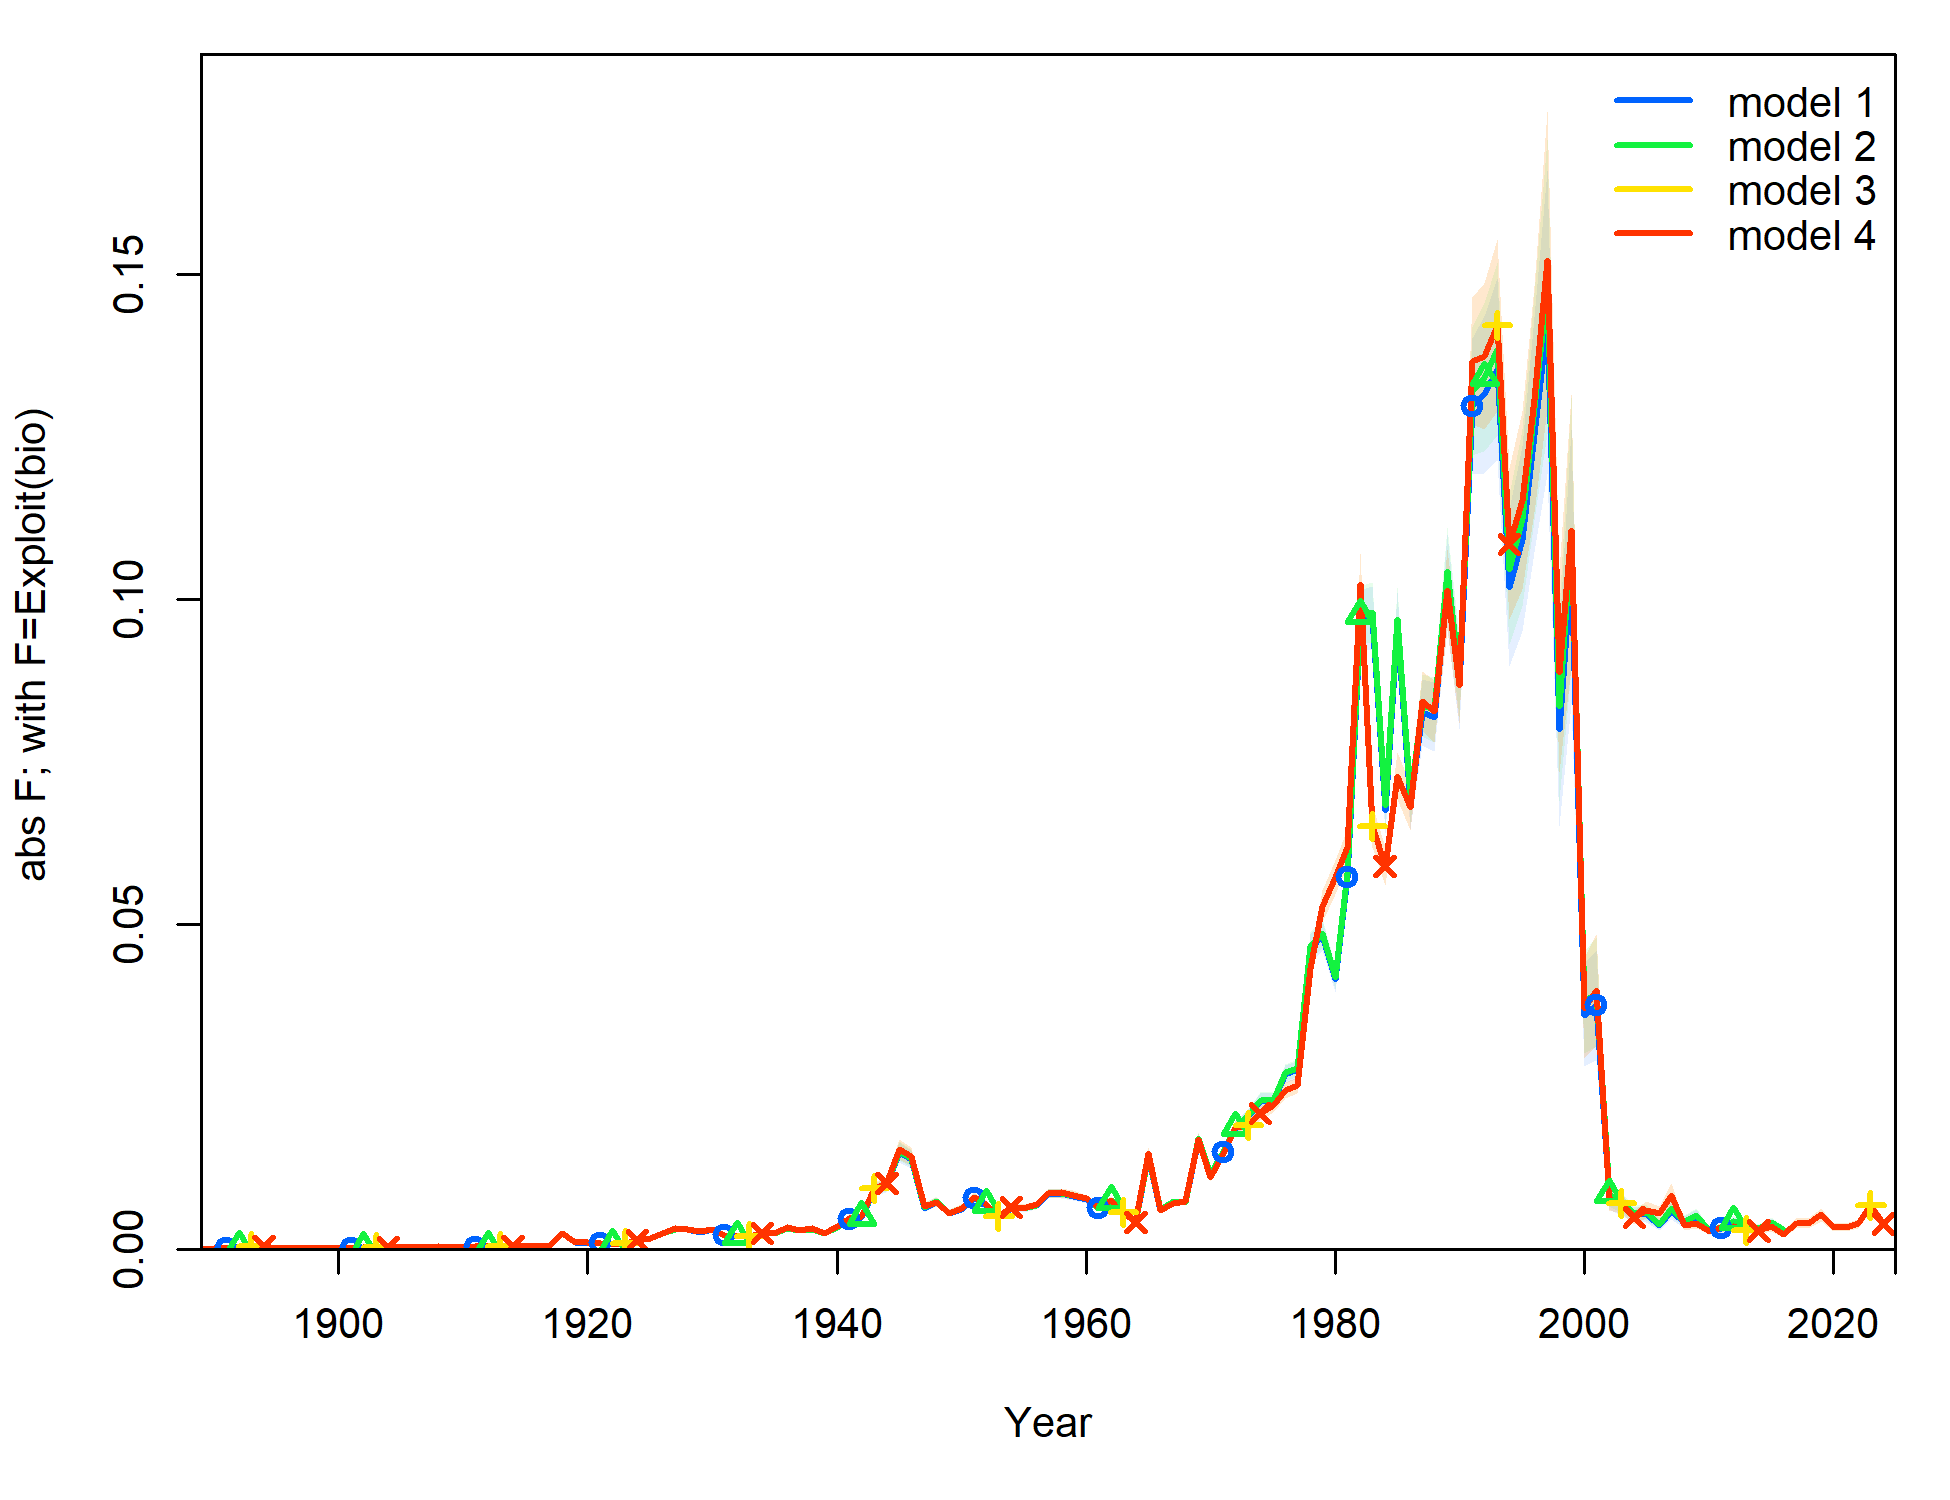 model 1
model 2
model 3
model 4
abs F; with F=Exploit(bio)
0.15
0.10
0.05
0.00
1900 1920 1940 1960 1980 2000 2020
Year